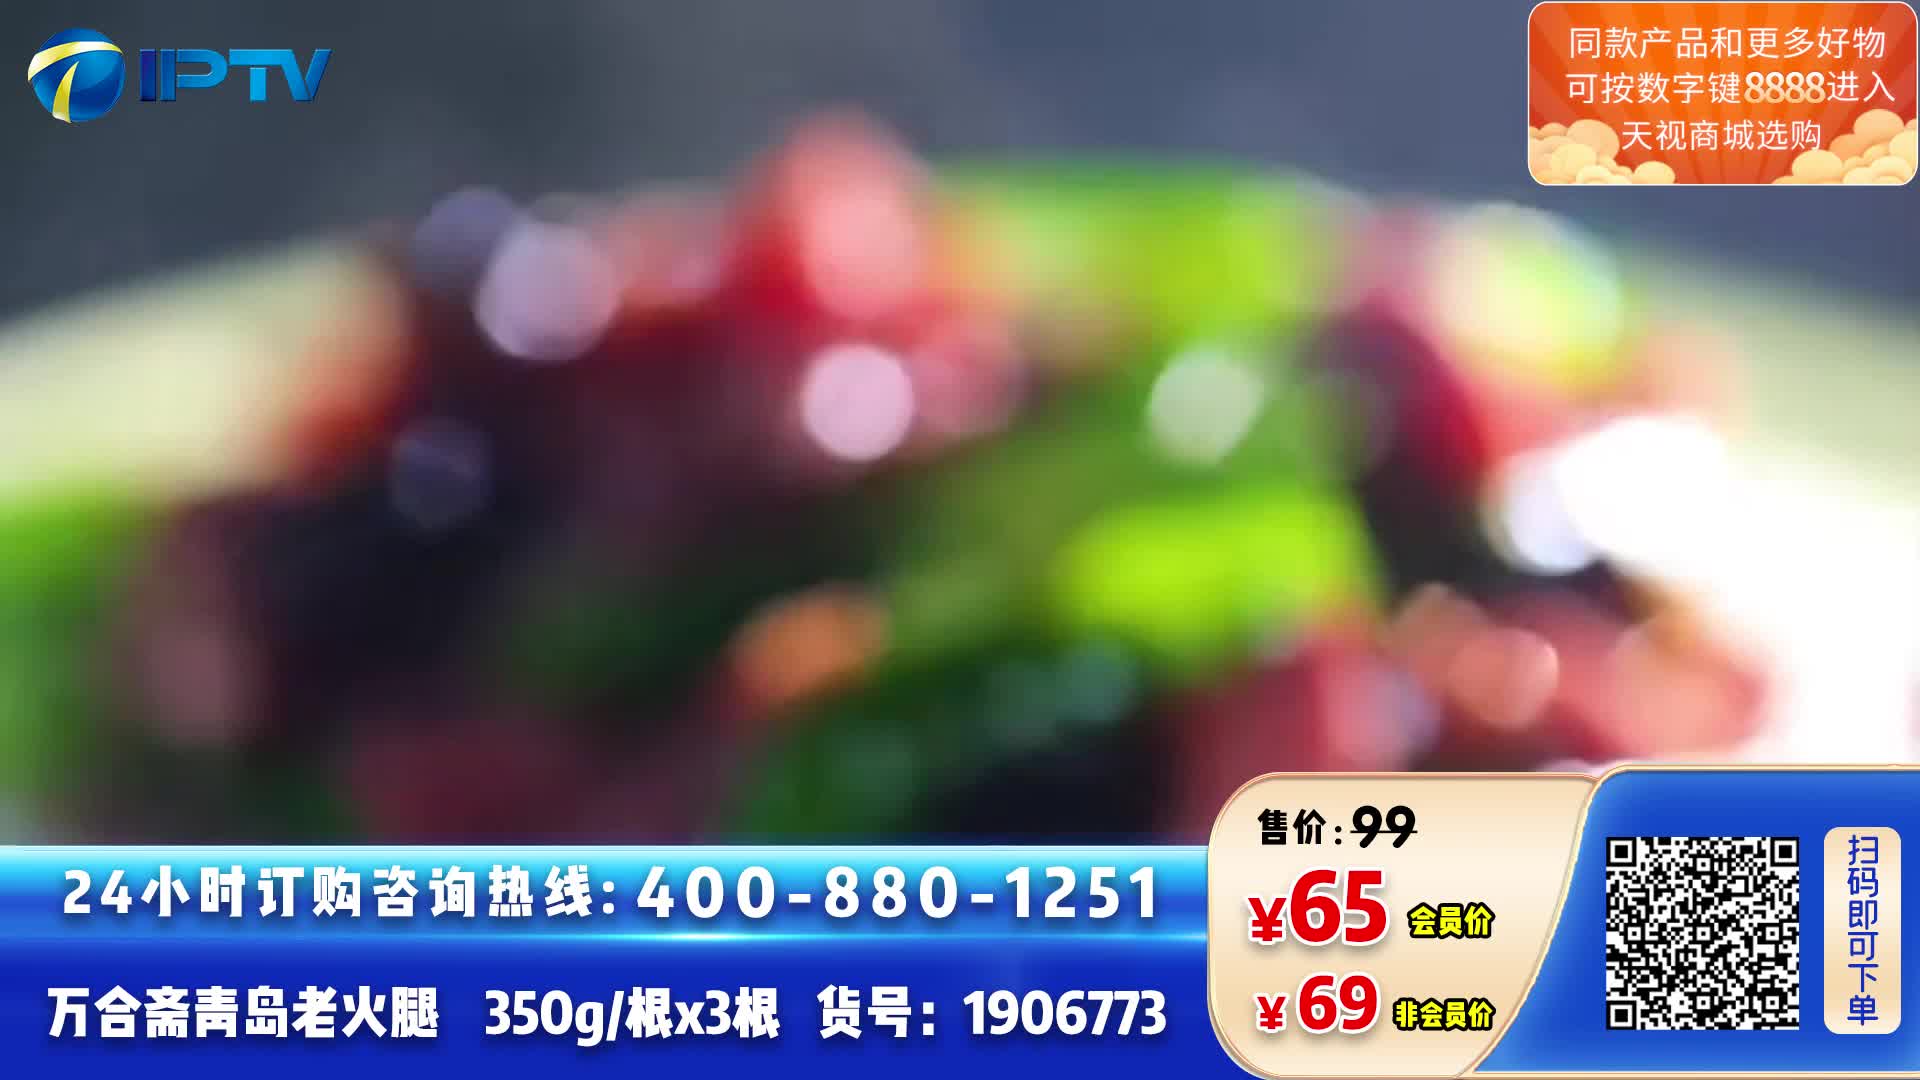 IPTV
同款产品和更多好物
可按数字键8888进入
天视商城选购
售价:99
¥65 会员价
¥69 非会员价
扫码即可下单
24小时订购咨询热线:400-880-1251
万合斋青岛老火腿 350g/根x3根 货号：1906773